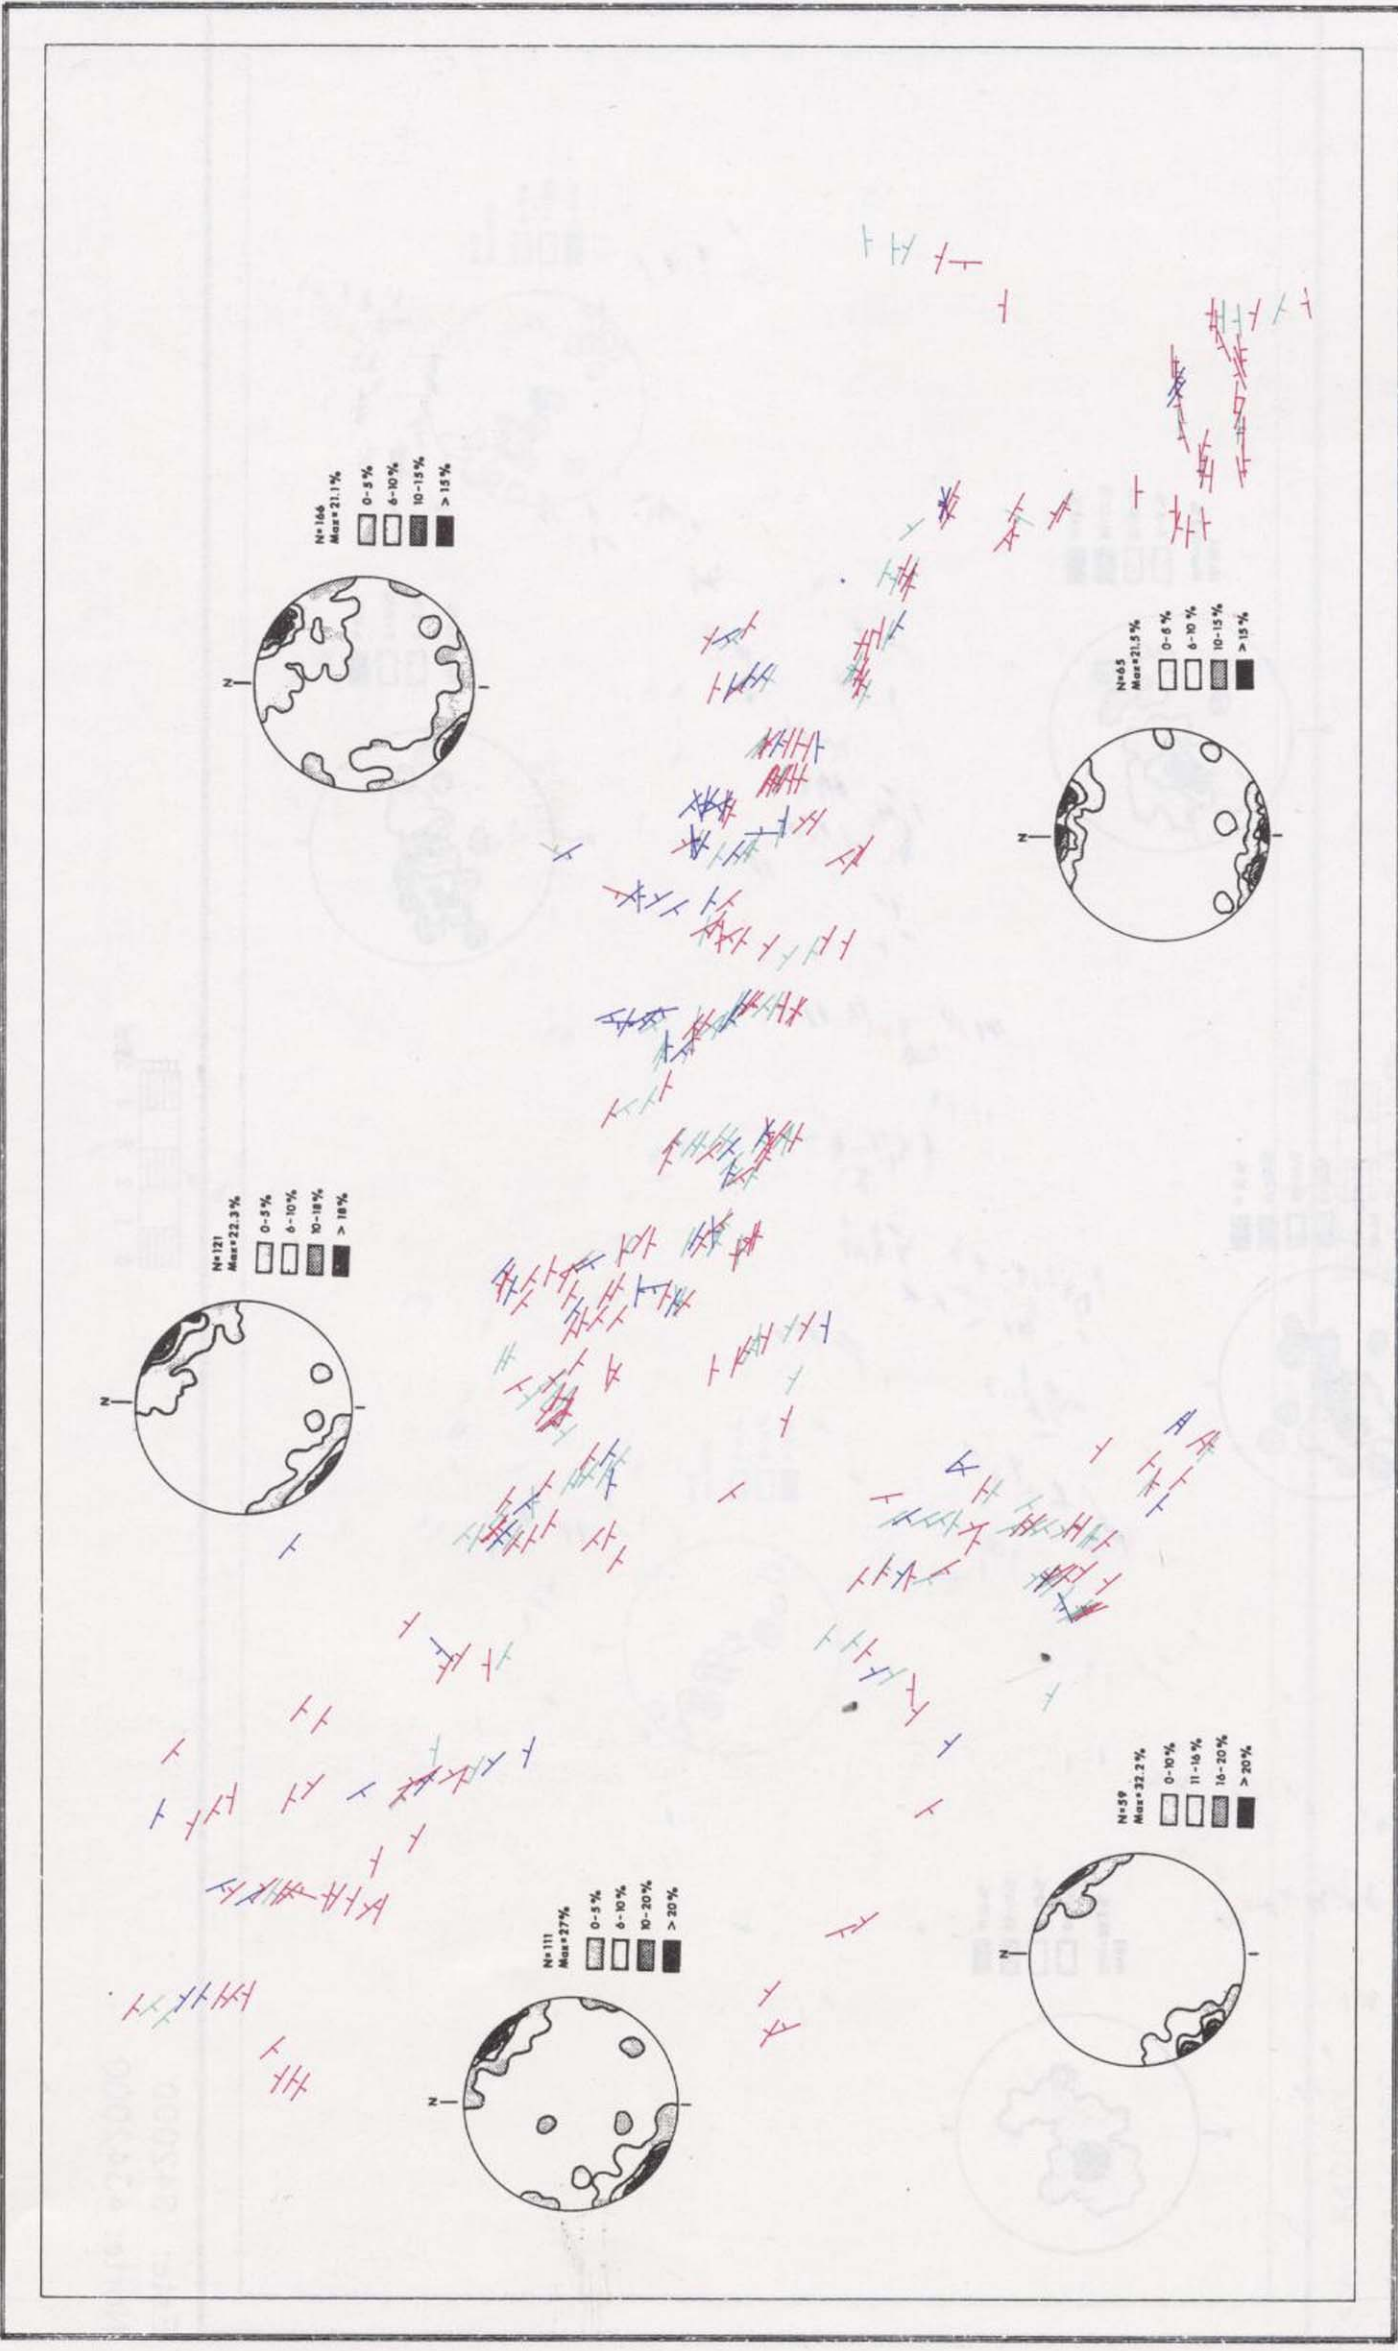 N=166
Max=21.1%
0-5%
6-10%
10-15%
>15%
N
N=65
Max=21.5%
0-5%
6-10%
10-15%
>15%
N
N=121
Max=22.3%
0-5%
6-10%
10-18%
>18%
N
N=111
Max=27%
0-5%
6-10%
10-20%
>20%
N
N=59
Max=32.2%
0-10%
11-16%
16-20%
>20%
N